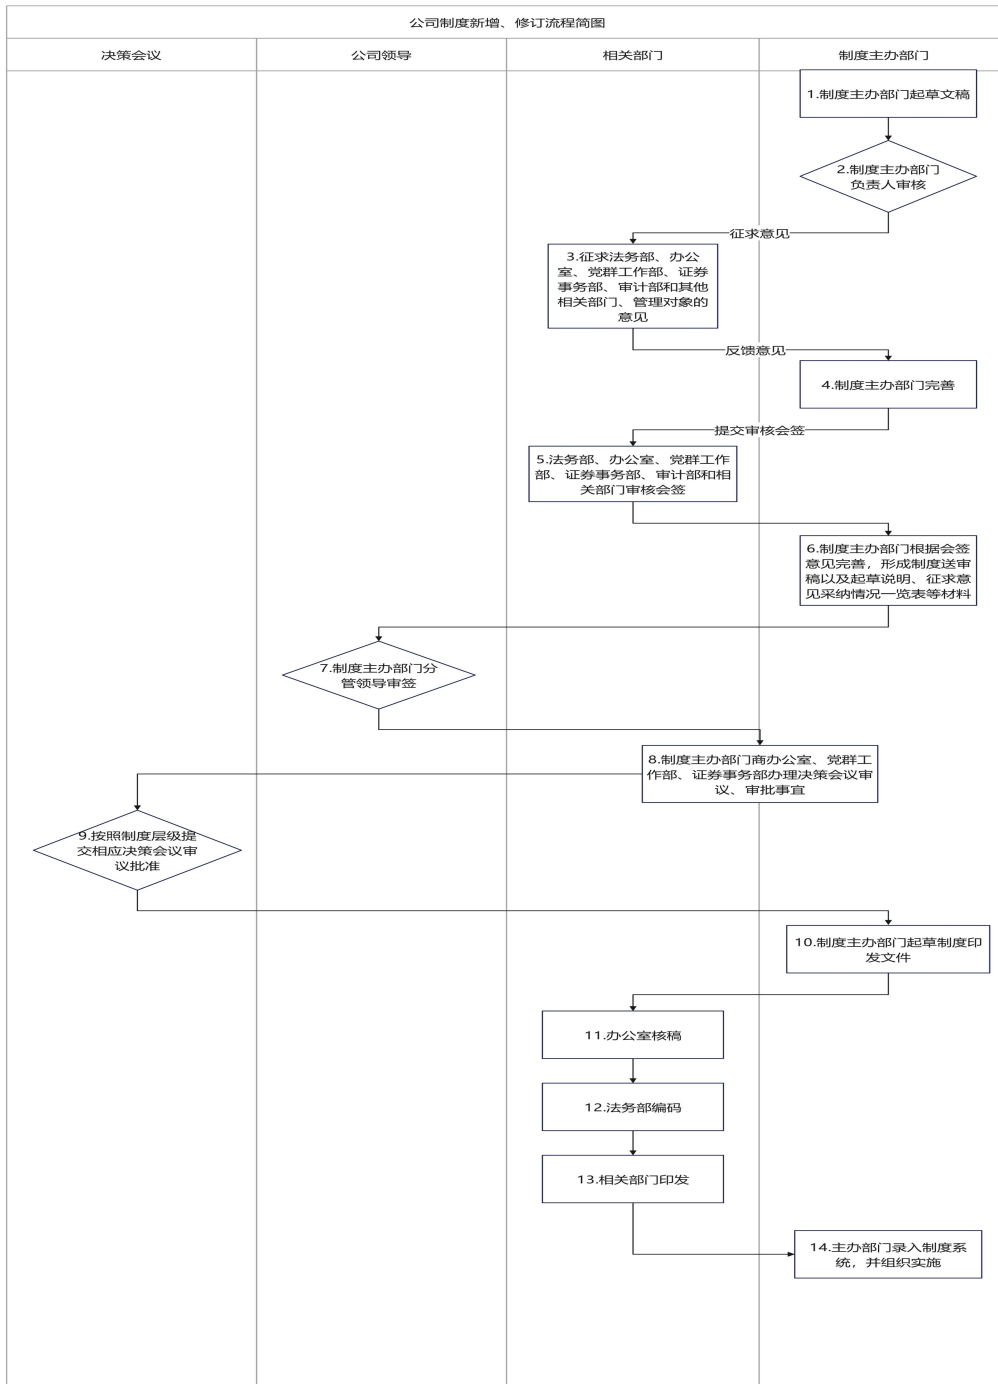 公司制度新增、修订流程简图
决策会议
公司领导
相关部门
制度主办部门
1.制度主办部门起草文稿
2.制度主办部门
负责人审核
征求意见
3.征求法务部、办公
室、党群工作部、证券
事务部、审计部和其他
相关部门、管理对象的
意见
反馈意见
4.制度主办部门完善
提交审核会签
5.法务部、办公室、党群工作
部、证券事务部、审计部和相
关部门审核会签
6.制度主办部门根据会签
意见完善，形成制度送审
稿以及起草说明、征求意
见采纳情况一览表等材料
7.制度主办部门分
管领导审签
8.制度主办部门商办公室、党群工
作部、证券事务部办理决策会议审
议、审批事宜
9.按照制度层级提
交相应决策会议审
议批准
10.制度主办部门起草制度印
发文件
11.办公室核稿
12.法务部编码
13.相关部门印发
14.主办部门录入制度系
统，并组织实施